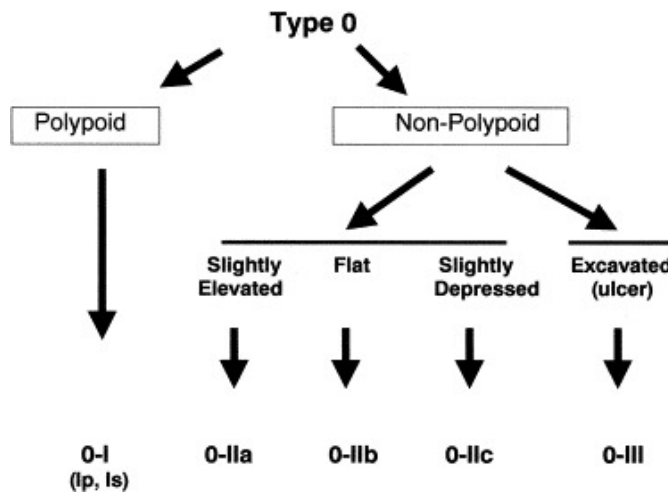 Type 0
Polypoid
Non-Polypoid
Slightly
Elevated
Flat
Slightly
Depressed
Excavated
(ulcer)
0-I
(Ip, Is)
0-IIa
0-IIb
0-IIc
0-III